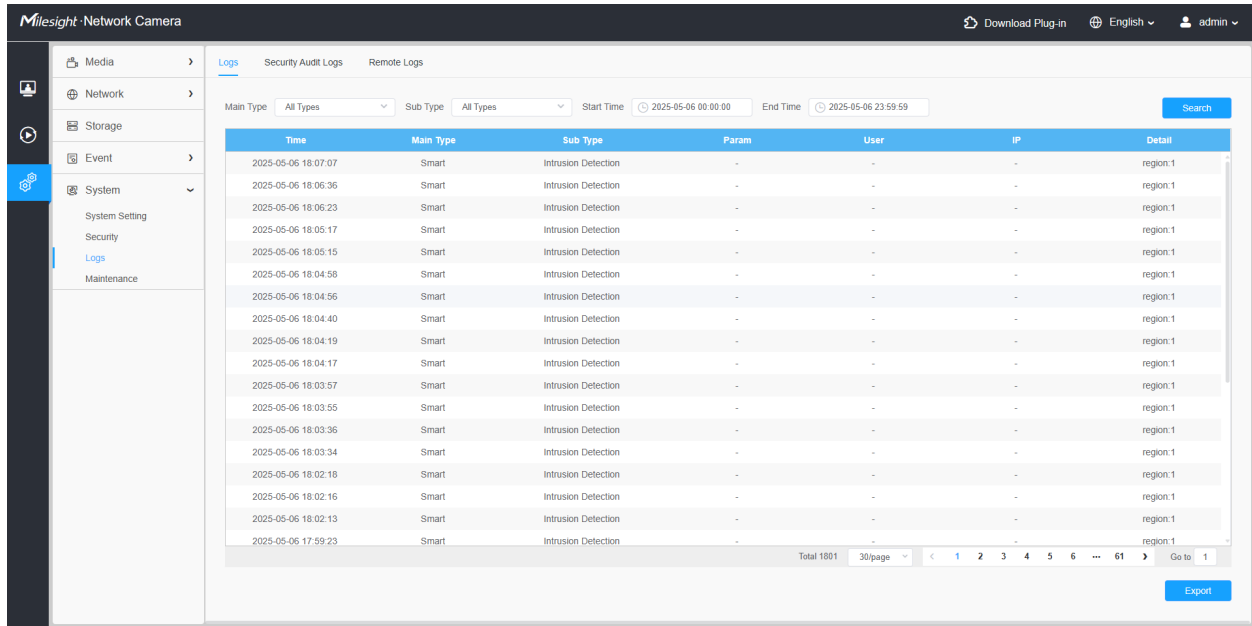 Milesight · Network Camera Download Plug-in English admin
Media
Network
Storage
Event
System
System Setting
Security
Logs
Maintenance
Logs Security Audit Logs Remote Logs
Main Type All Types Sub Type All Types Start Time 2025-05-06 00:00:00 End Time 2025-05-06 23:59:59 Search
Time Main Type Sub Type Param User IP Detail
2025-05-06 18:07:07 Smart Intrusion Detection - - - region:1
2025-05-06 18:06:36 Smart Intrusion Detection - - - region:1
2025-05-06 18:06:23 Smart Intrusion Detection - - - region:1
2025-05-06 18:05:17 Smart Intrusion Detection - - - region:1
2025-05-06 18:05:15 Smart Intrusion Detection - - - region:1
2025-05-06 18:04:58 Smart Intrusion Detection - - - region:1
2025-05-06 18:04:56 Smart Intrusion Detection - - - region:1
2025-05-06 18:04:40 Smart Intrusion Detection - - - region:1
2025-05-06 18:04:19 Smart Intrusion Detection - - - region:1
2025-05-06 18:04:17 Smart Intrusion Detection - - - region:1
2025-05-06 18:03:57 Smart Intrusion Detection - - - region:1
2025-05-06 18:03:55 Smart Intrusion Detection - - - region:1
2025-05-06 18:03:36 Smart Intrusion Detection - - - region:1
2025-05-06 18:03:34 Smart Intrusion Detection - - - region:1
2025-05-06 18:02:18 Smart Intrusion Detection - - - region:1
2025-05-06 18:02:16 Smart Intrusion Detection - - - region:1
2025-05-06 18:02:13 Smart Intrusion Detection - - - region:1
2025-05-06 17:59:23 Smart Intrusion Detection - - - region:1
Total 1801 30/page < 1 2 3 4 5 6 ··· 61 > Go to 1
Export